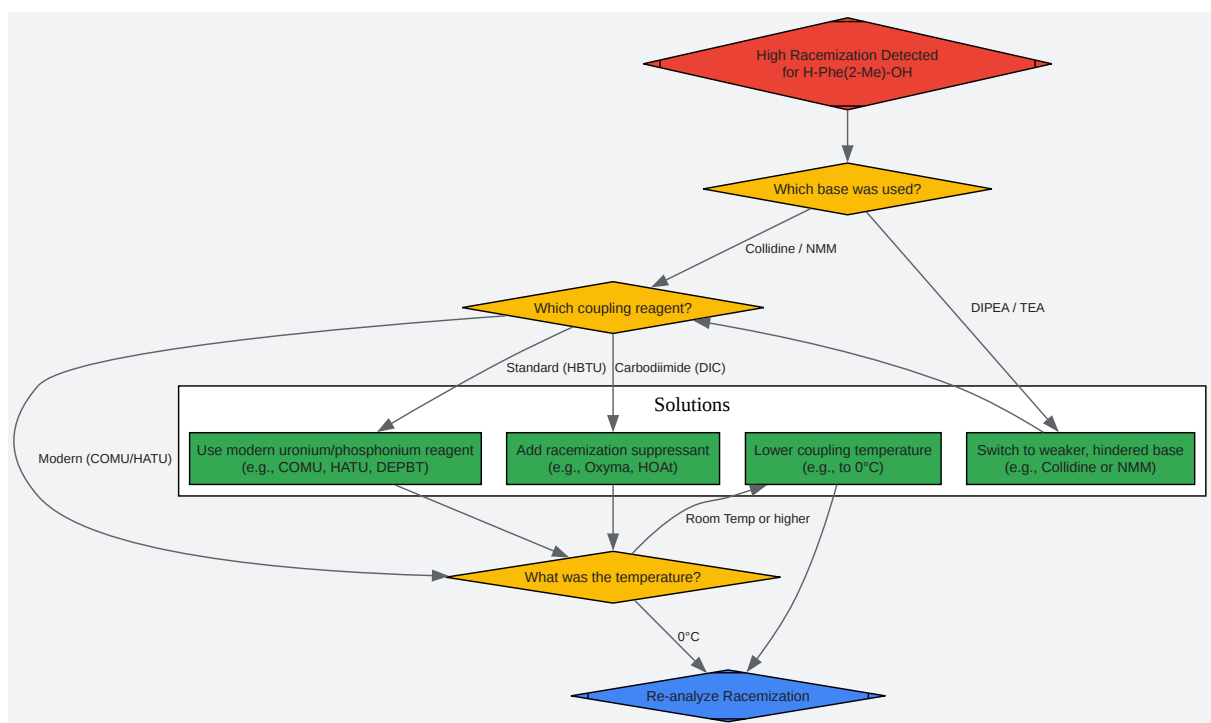 High Racemization Detected
for H-Phe(2-Me)-OH
Which base was used?
Collidine / NMM
Which coupling reagent?
DIPEA / TEA
Standard (HBTU)
Carbodiimide (DIC)
Solutions
Modern (COMU/HATU)
Use modern uronium/phosphonium reagent
(e.g., COMU, HATU, DEPBT)
Add racemization suppressant
(e.g., Oxyma, HOAt)
Lower coupling temperature
(e.g., to 0°C)
Switch to weaker, hindered base
(e.g., Collidine or NMM)
Room Temp or higher
What was the temperature?
0°C
Re-analyze Racemization